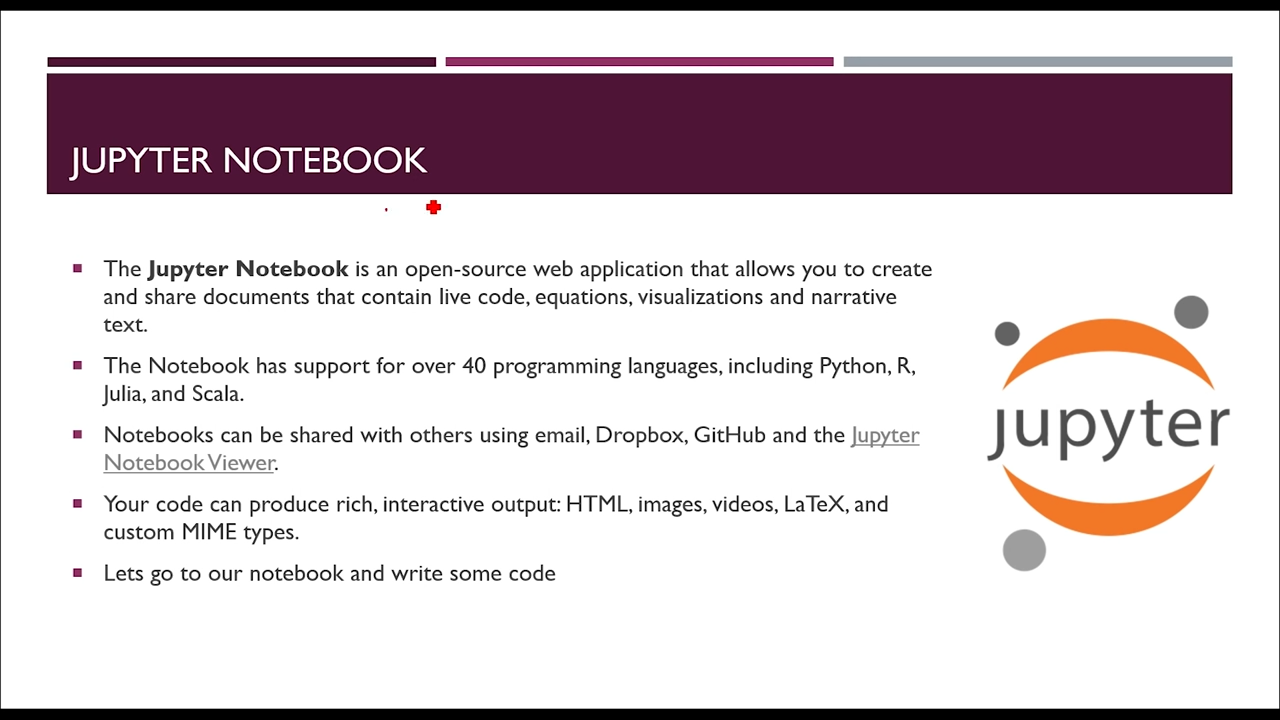 JUPYTER NOTEBOOK
The Jupyter Notebook is an open-source web application that allows you to create
and share documents that contain live code, equations, visualizations and narrative
text.
The Notebook has support for over 40 programming languages, including Python, R,
Julia, and Scala.
Notebooks can be shared with others using email, Dropbox, GitHub and the Jupyter
Notebook Viewer.
Your code can produce rich, interactive output: HTML, images, videos, LaTeX, and
custom MIME types.
Lets go to our notebook and write some code
jupyter